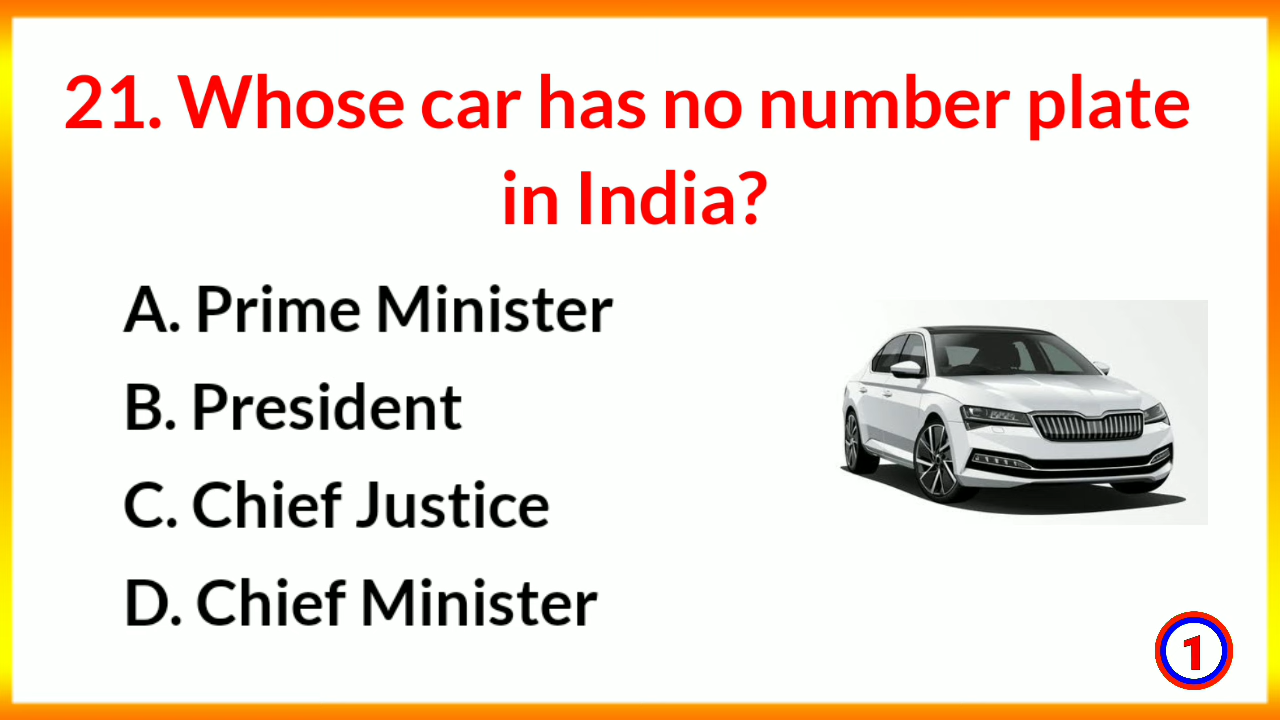 21. Whose car has no number plate
in India?
A. Prime Minister
B. President
C. Chief Justice
D. Chief Minister
1